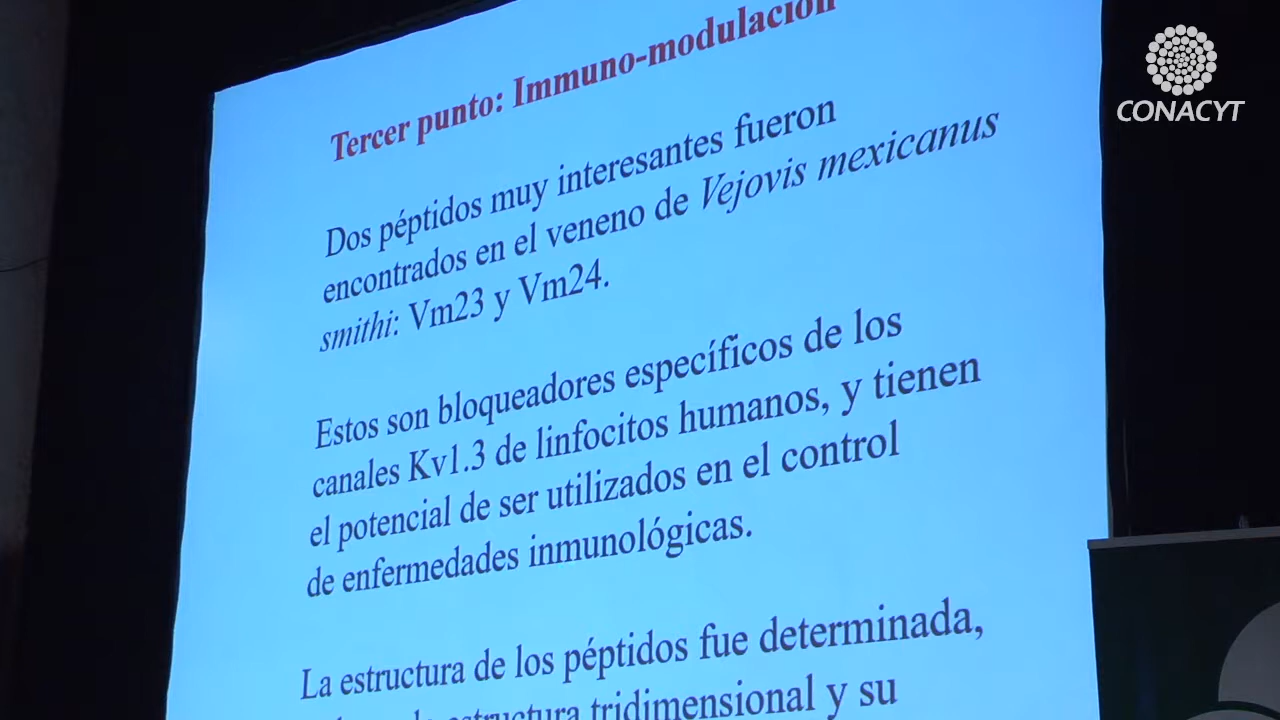 Tercer punto: Immuno-modulación
Dos péptidos muy interesantes fueron
encontrados en el veneno de Vejovis mexicanus
smithi: Vm23 y Vm24.
Estos son bloqueadores específicos de los
canales Kv1.3 de linfocitos humanos, y tienen
el potencial de ser utilizados en el control
de enfermedades inmunológicas.
La estructura de los péptidos fue determinada,
estructura tridimensional y su
CONACYT